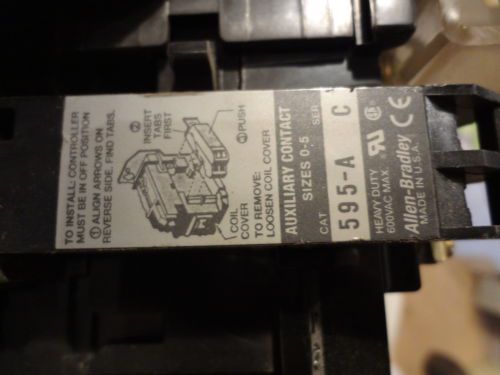 TO INSTALL: CONTROLLER
MUST BE IN OFF POSITION
① ALIGN ARROWS ON
REVERSE SIDE, FIND TABS.
② INSERT
TABS
FIRST
③ PUSH
COIL
COVER
TO REMOVE:
LOOSEN COIL COVER
AUXILIARY CONTACT
SIZES 0-5
CAT. SER.
595-A C
HEAVY DUTY
600VAC MAX.
Allen-Bradley
MADE IN U.S.A.
CE